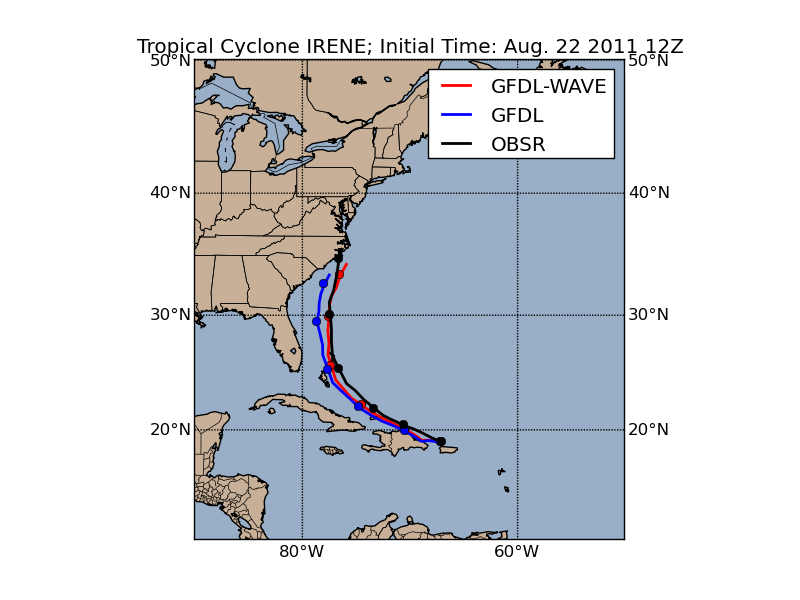 Tropical Cyclone IRENE; Initial Time: Aug. 22 2011 12Z
50°N 50°N
GFDL-WAVE
GFDL
OBSR
40°N 40°N
30°N 30°N
20°N 20°N
80°W 60°W